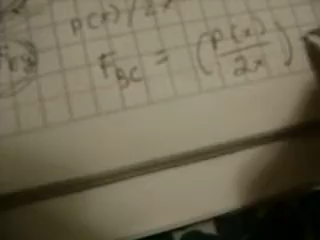 P(x) / 2x
F_BC = (P(x)/2x)